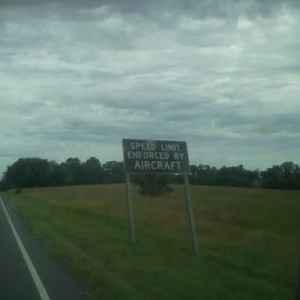 SPEED LIMIT
ENFORCED BY
AIRCRAFT